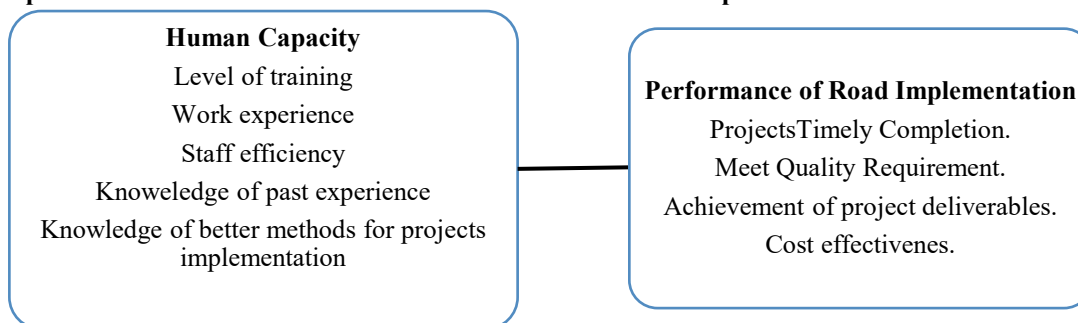 Human Capacity
Level of training
Work experience
Staff efficiency
Knoweledge of past experience
Knowledge of better methods for projects
implementation
Performance of Road Implementation
ProjectsTimely Completion.
Meet Quality Requirement.
Achievement of project deliverables.
Cost effectivenes.